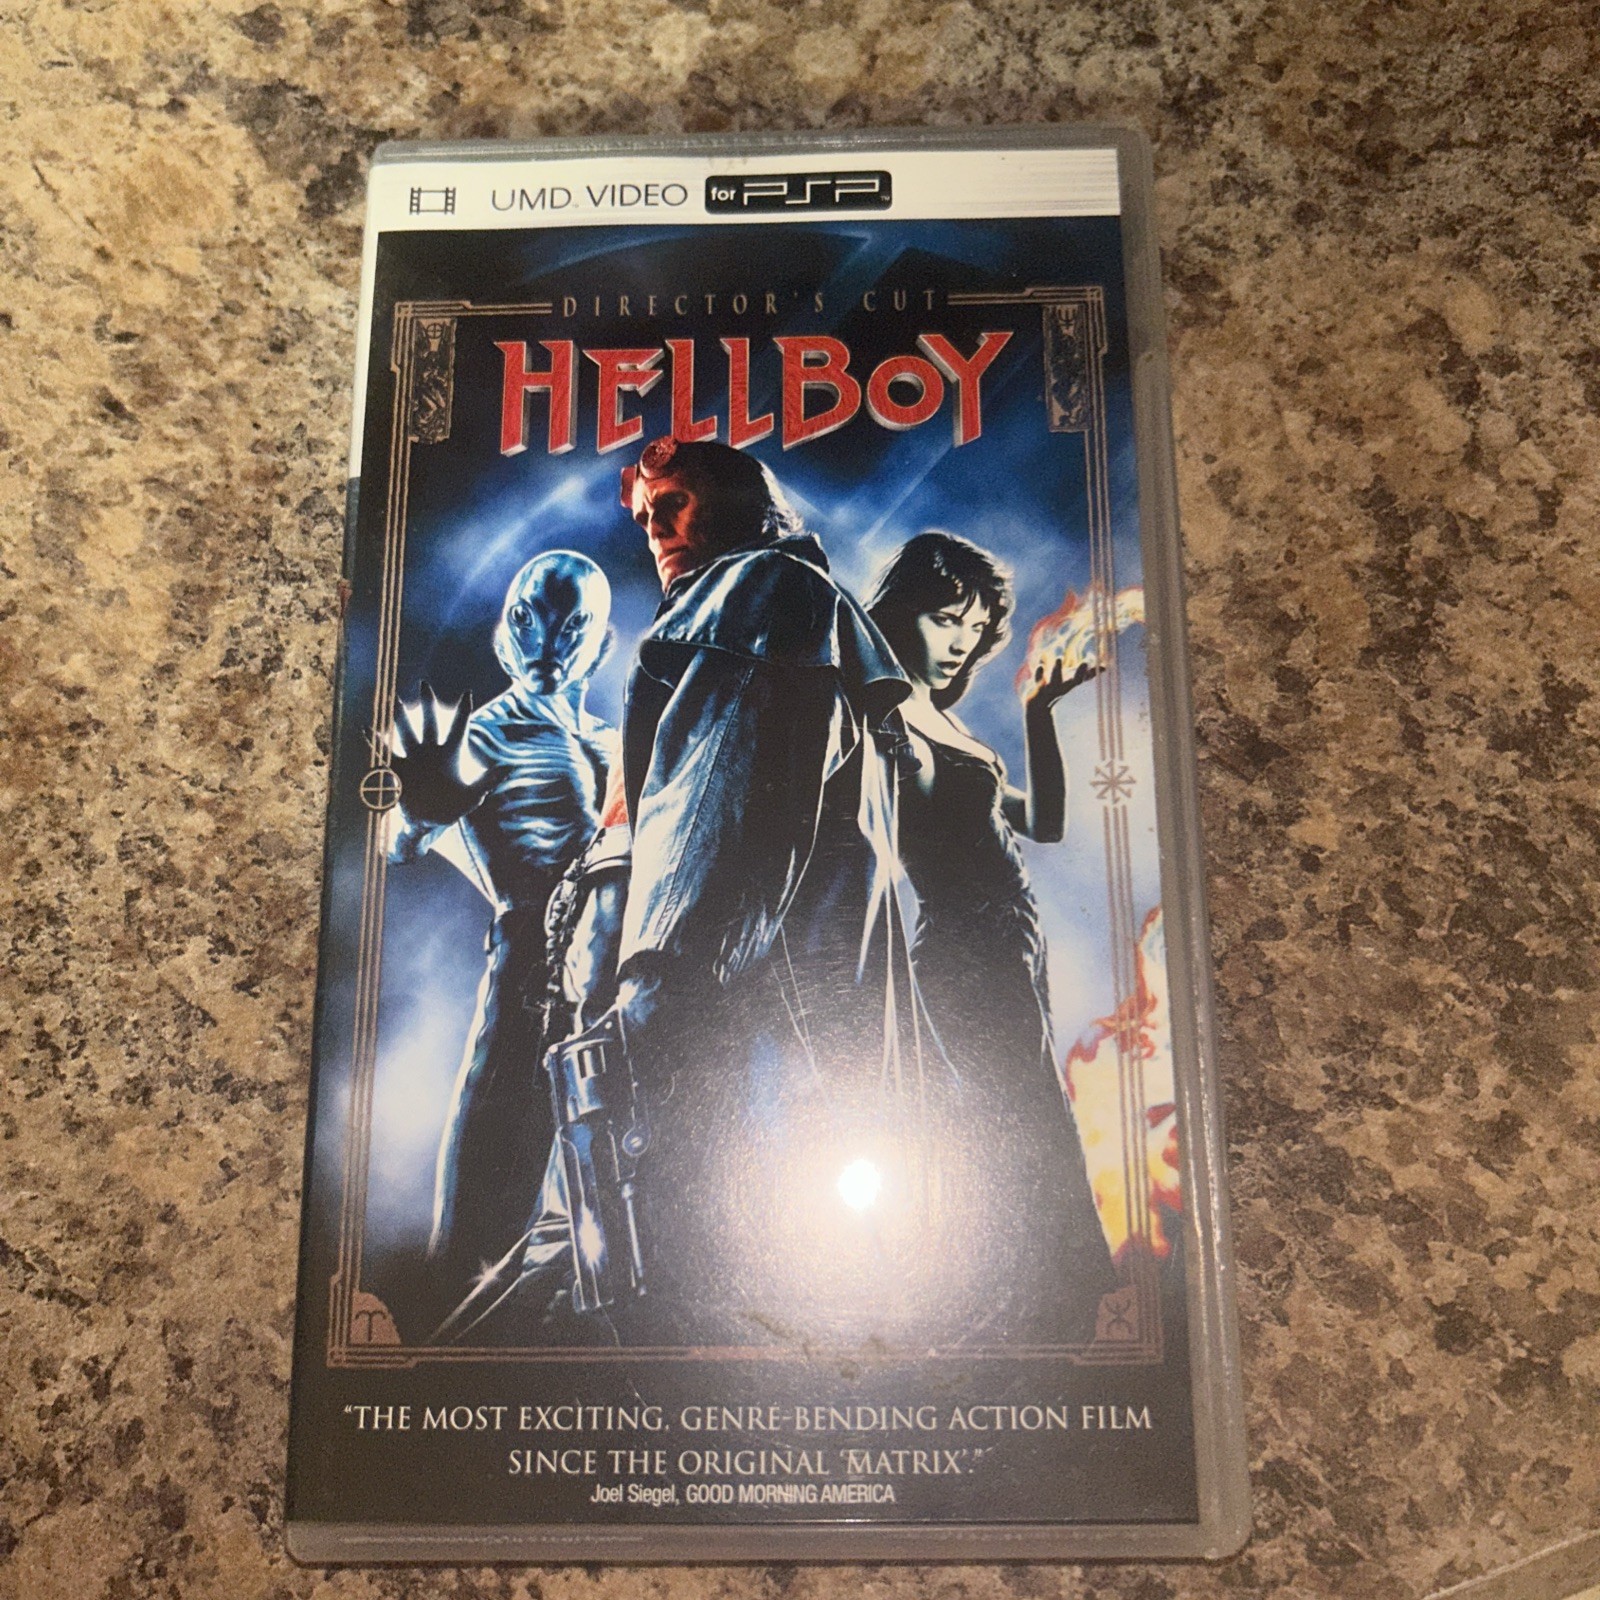 UMD VIDEO for PSP™
DIRECTOR'S CUT
HELLBOY
“THE MOST EXCITING, GENRE-BENDING ACTION FILM
SINCE THE ORIGINAL ‘MATRIX’.”
Joel Siegel, GOOD MORNING AMERICA